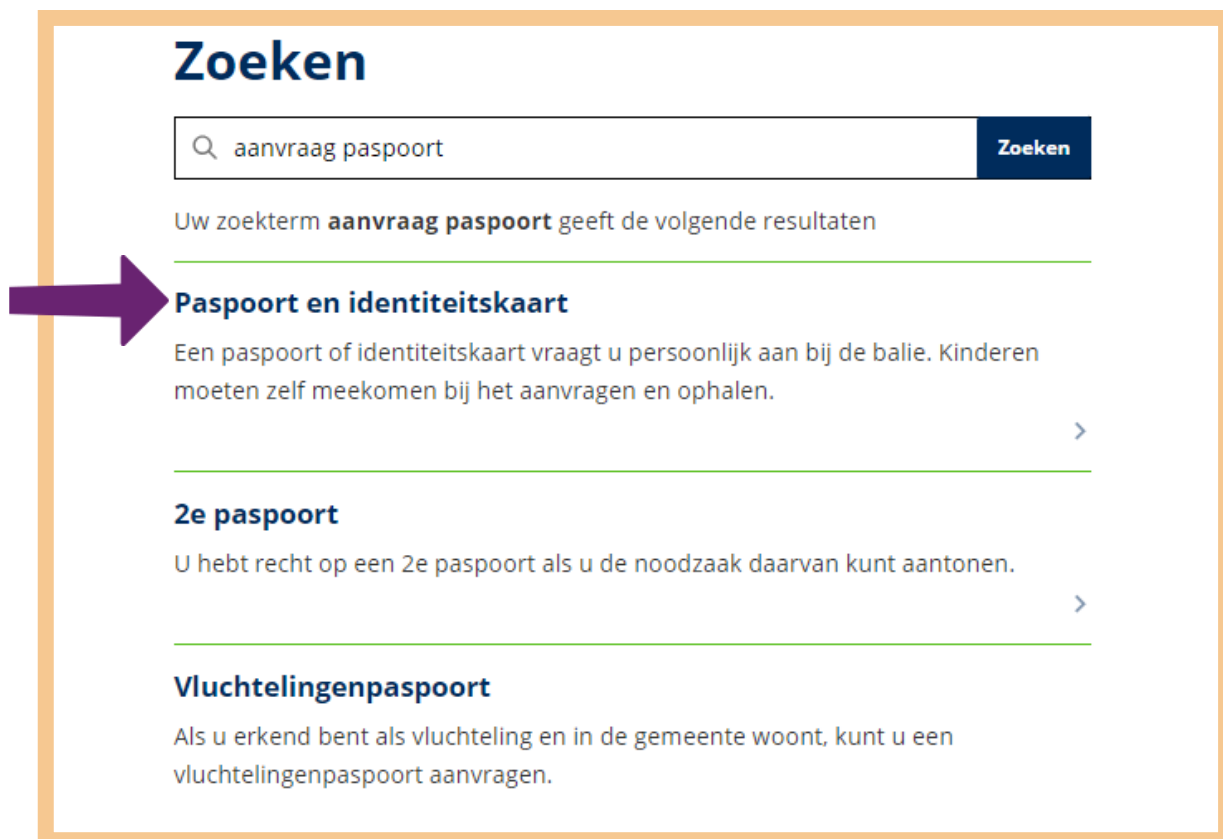 Zoeken
aanvraag paspoort
Zoeken
Uw zoekterm aanvraag paspoort geeft de volgende resultaten
Paspoort en identiteitskaart
Een paspoort of identiteitskaart vraagt u persoonlijk aan bij de balie. Kinderen
moeten zelf meekomen bij het aanvragen en ophalen.
2e paspoort
U hebt recht op een 2e paspoort als u de noodzaak daarvan kunt aantonen.
Vluchtelingenpaspoort
Als u erkend bent als vluchteling en in de gemeente woont, kunt u een
vluchtelingenpaspoort aanvragen.